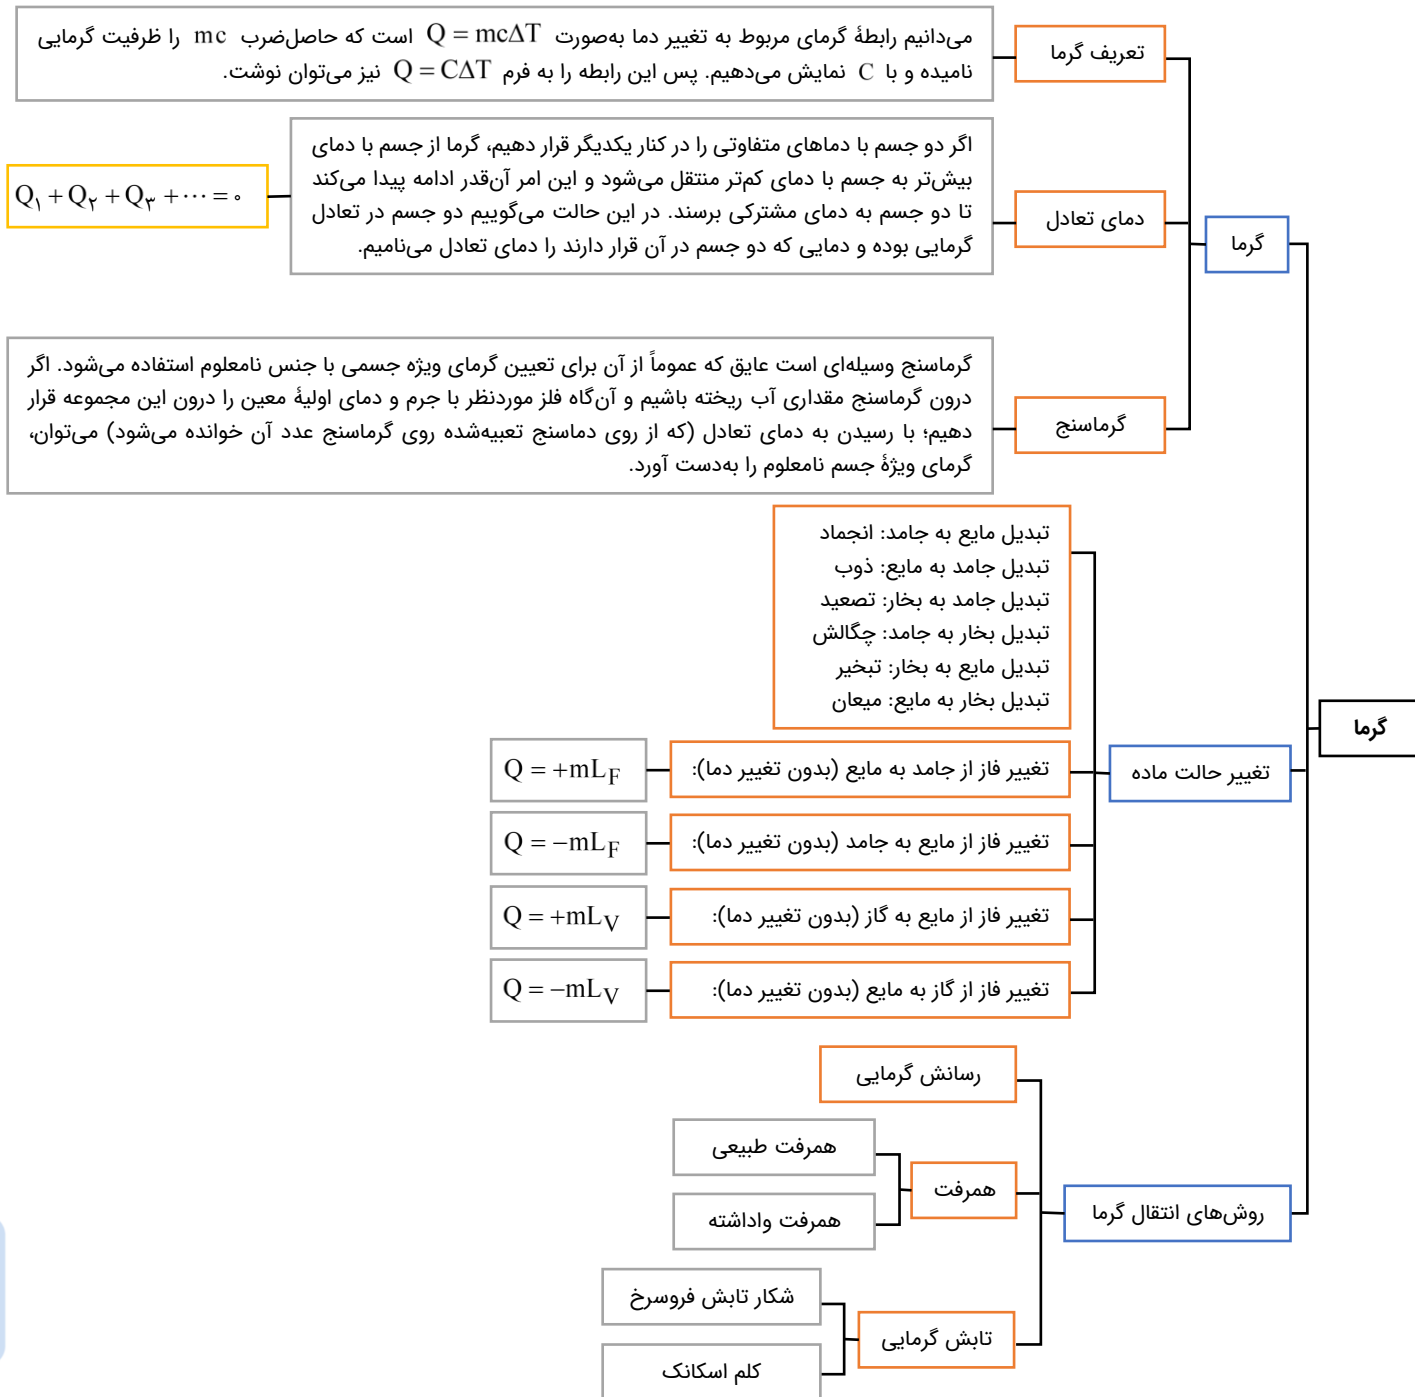 گرما
گرما
تعریف گرما
می‌دانیم رابطهٔ گرمای مربوط به تغییر دما به‌صورت Q = mcΔT است که حاصل‌ضرب mc را ظرفیت گرمایی
نامیده و با C نمایش می‌دهیم. پس این رابطه را به فرم Q = CΔT نیز می‌توان نوشت.
دمای تعادل
اگر دو جسم با دماهای متفاوتی را در کنار یکدیگر قرار دهیم، گرما از جسم با دمای
بیش‌تر به جسم با دمای کم‌تر منتقل می‌شود و این امر آن‌قدر ادامه پیدا می‌کند
تا دو جسم به دمای مشترکی برسند. در این حالت می‌گوییم دو جسم در تعادل
گرمایی بوده و دمایی که دو جسم در آن قرار دارند را دمای تعادل می‌نامیم.
Q۱ + Q۲ + Q۳ + ⋯ = ۰
گرماسنج
گرماسنج وسیله‌ای است عایق که عموماً از آن برای تعیین گرمای ویژه جسمی با جنس نامعلوم استفاده می‌شود. اگر
درون گرماسنج مقداری آب ریخته باشیم و آن‌گاه فلز موردنظر با جرم و دمای اولیهٔ معین را درون این مجموعه قرار
دهیم؛ با رسیدن به دمای تعادل (که از روی دماسنج تعبیه‌شده روی گرماسنج عدد آن خوانده می‌شود) می‌توان،
گرمای ویژهٔ جسم نامعلوم را به‌دست آورد.
تغییر حالت ماده
تبدیل مایع به جامد: انجماد
تبدیل جامد به مایع: ذوب
تبدیل جامد به بخار: تصعید
تبدیل بخار به جامد: چگالش
تبدیل مایع به بخار: تبخیر
تبدیل بخار به مایع: میعان
تغییر فاز از جامد به مایع (بدون تغییر دما):
Q = +mL_F
تغییر فاز از مایع به جامد (بدون تغییر دما):
Q = −mL_F
تغییر فاز از مایع به گاز (بدون تغییر دما):
Q = +mL_V
تغییر فاز از گاز به مایع (بدون تغییر دما):
Q = −mL_V
روش‌های انتقال گرما
رسانش گرمایی
همرفت
همرفت طبیعی
همرفت واداشته
تابش گرمایی
شکار تابش فروسرخ
کلم اسکانک